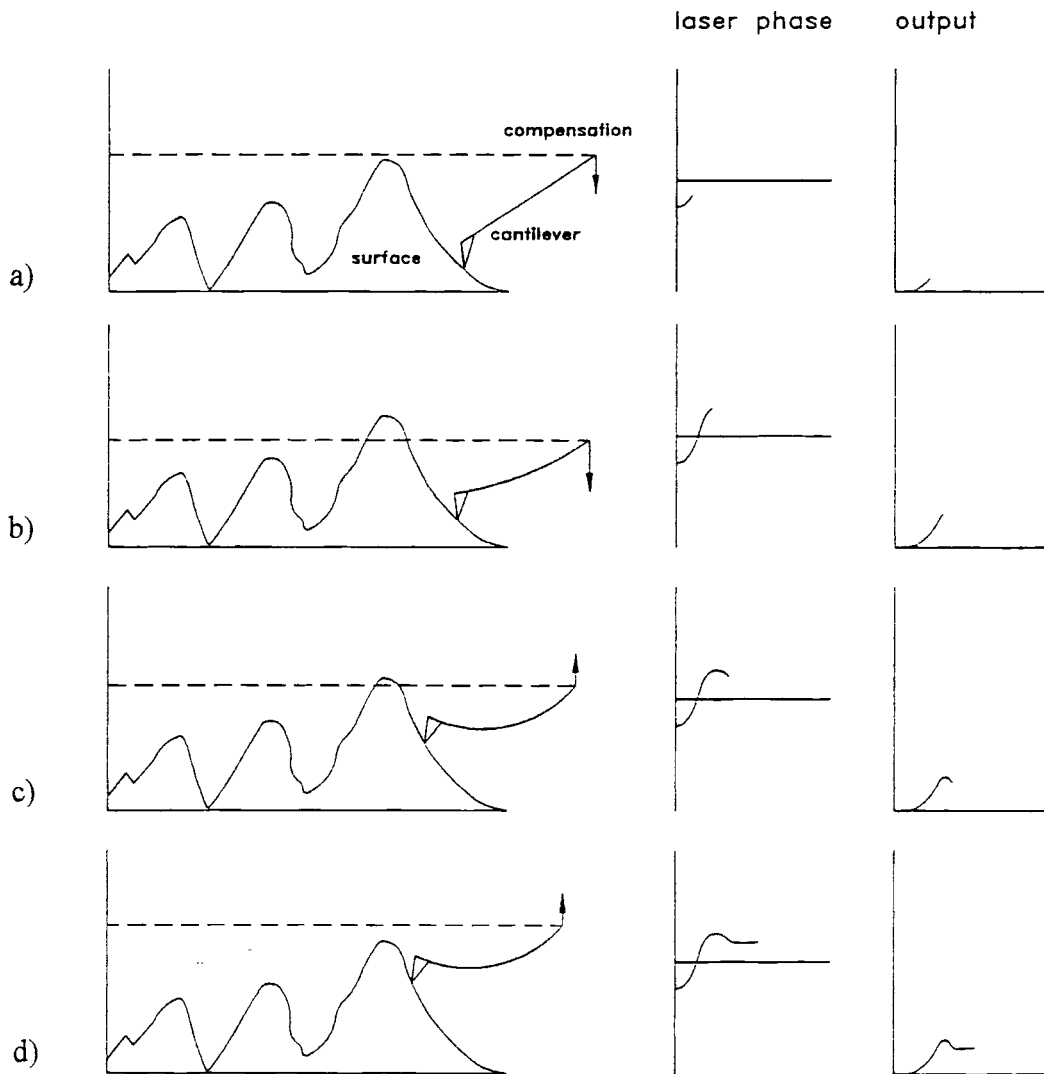 laser phase output
compensation
cantilever
surface
a)
b)
c)
d)